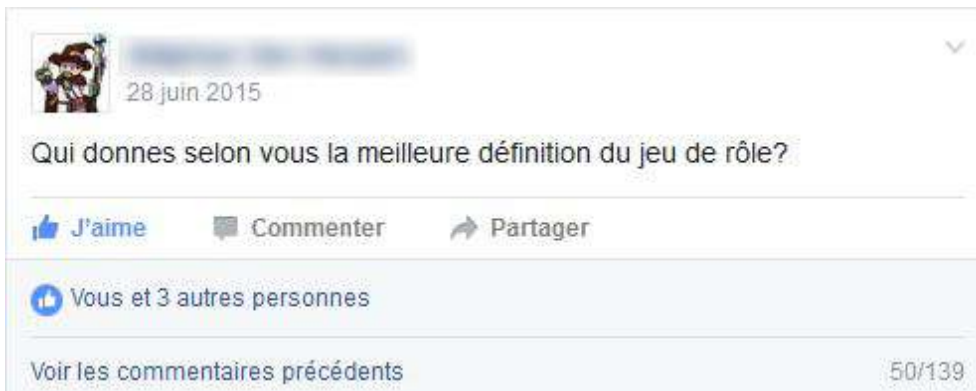 28 juin 2015
Qui donnes selon vous la meilleure définition du jeu de rôle?
J'aime Commenter Partager
Vous et 3 autres personnes
Voir les commentaires précédents 50/139